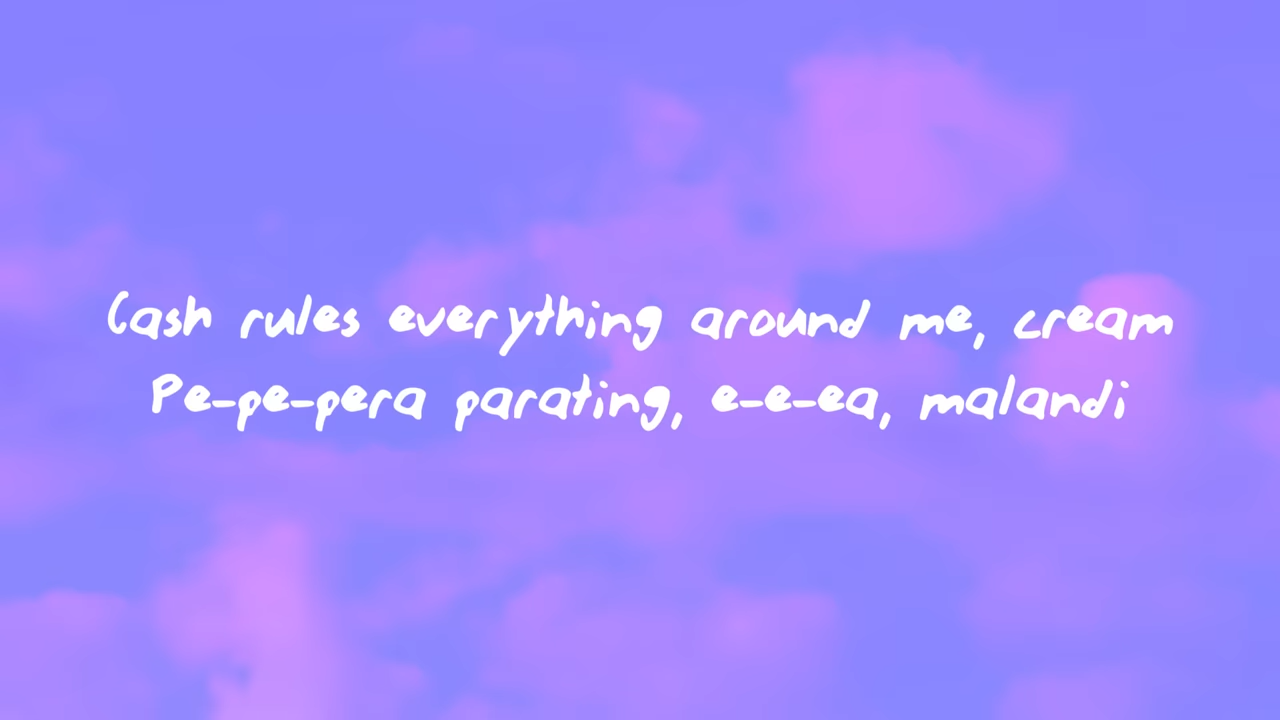 Cash rules everything around me, cream
Pe-pe-pera parating, e-e-ea, malandi